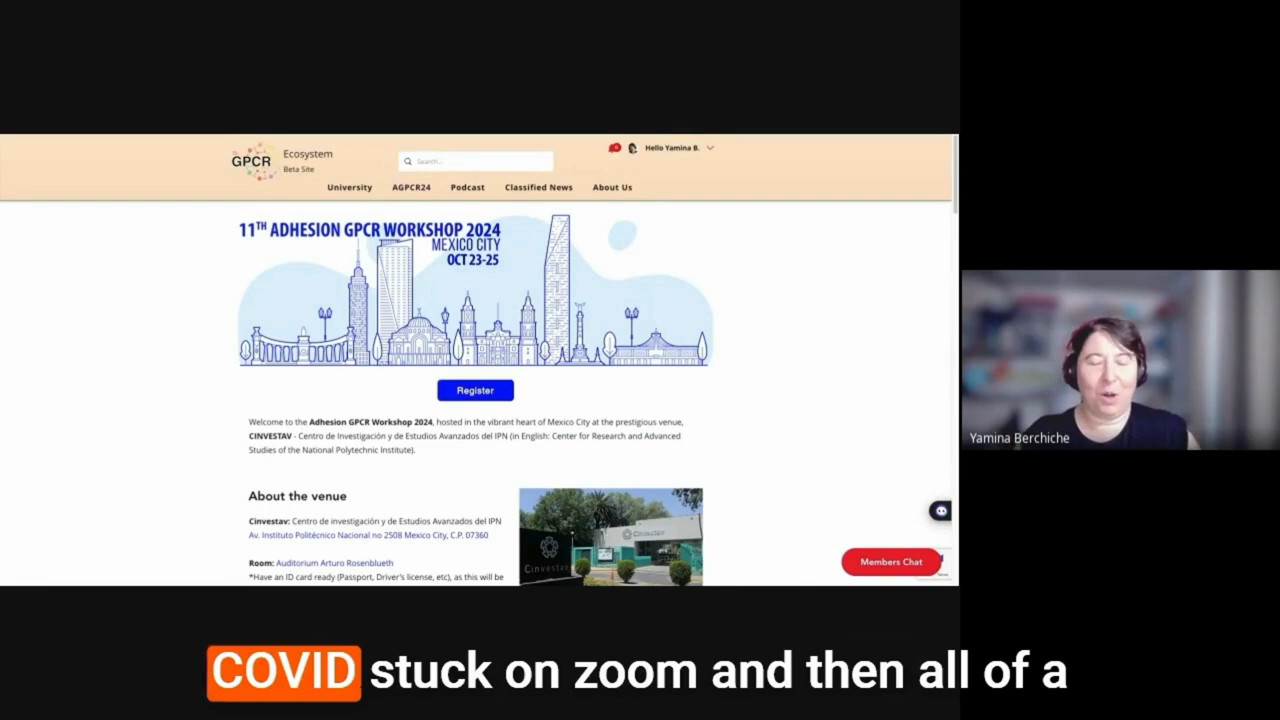 GPCR
Ecosystem
Beta Site
Search...
Hello Yamina B.
University
AGPCR24
Podcast
Classified News
About Us
11TH ADHESION GPCR WORKSHOP 2024
MEXICO CITY
OCT 23-25
Register
Welcome to the Adhesion GPCR Workshop 2024, hosted in the vibrant heart of Mexico City at the prestigious venue,
CINVESTAV - Centro de Investigación y de Estudios Avanzados del IPN (in English: Center for Research and Advanced
Studies of the National Polytechnic Institute).
About the venue
Cinvestav: Centro de investigación y de Estudios Avanzados del IPN
Av. Instituto Politécnico Nacional no 2508 Mexico City, C.P. 07360
Room: Auditorium Arturo Rosenblueth
*Have an ID card ready (Passport, Driver's license, etc), as this will be
Cinvestav
Members Chat
Yamina Berchiche
COVID stuck on zoom and then all of a